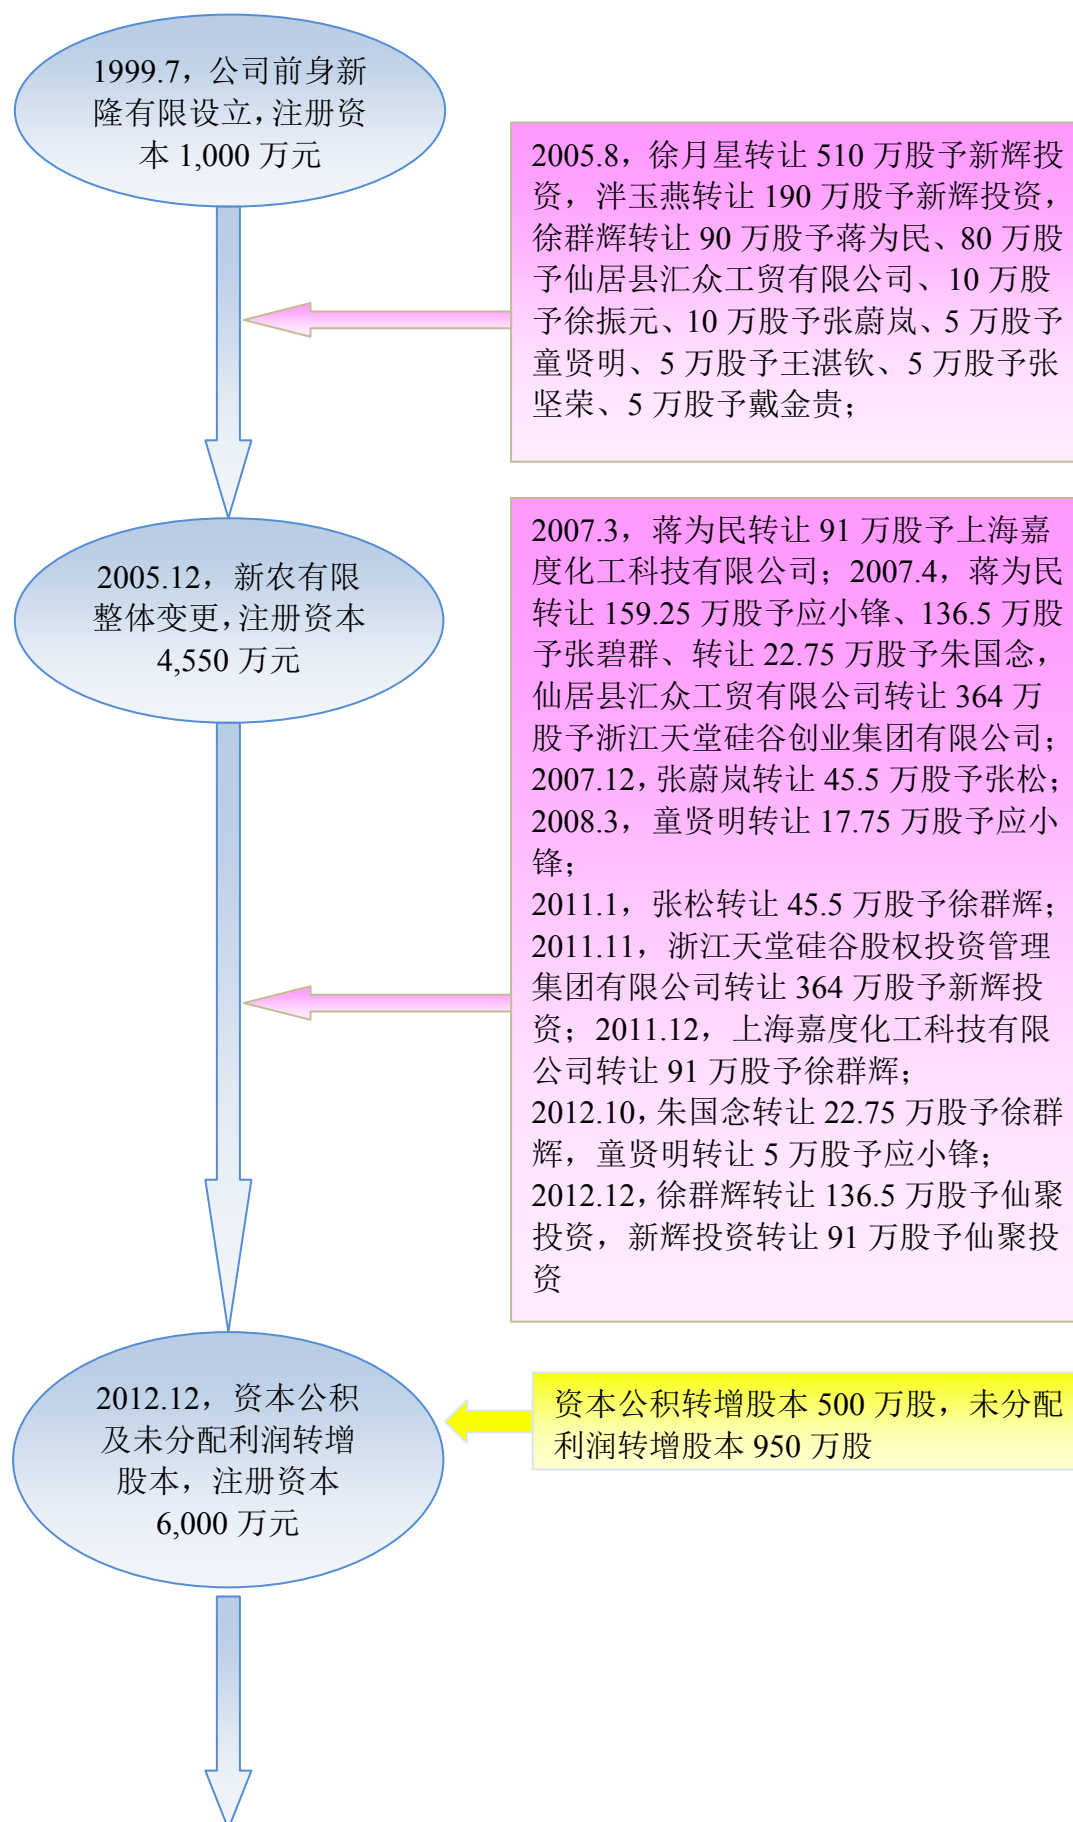 1999.7，公司前身新
隆有限设立，注册资
本 1,000 万元
2005.8，徐月星转让 510 万股予新辉投
资，泮玉燕转让 190 万股予新辉投资，
徐群辉转让 90 万股予蒋为民、80 万股
予仙居县汇众工贸有限公司、10 万股
予徐振元、10 万股予张蔚岚、5 万股予
童贤明、5 万股予王湛钦、5 万股予张
坚荣、5 万股予戴金贵；
2005.12，新农有限
整体变更，注册资本
4,550 万元
2007.3，蒋为民转让 91 万股予上海嘉
度化工科技有限公司；2007.4，蒋为民
转让 159.25 万股予应小锋、136.5 万股
予张碧群、转让 22.75 万股予朱国念，
仙居县汇众工贸有限公司转让 364 万
股予浙江天堂硅谷创业集团有限公司；
2007.12，张蔚岚转让 45.5 万股予张松；
2008.3，童贤明转让 17.75 万股予应小
锋；
2011.1，张松转让 45.5 万股予徐群辉；
2011.11，浙江天堂硅谷股权投资管理
集团有限公司转让 364 万股予新辉投
资；2011.12，上海嘉度化工科技有限
公司转让 91 万股予徐群辉；
2012.10，朱国念转让 22.75 万股予徐群
辉，童贤明转让 5 万股予应小锋；
2012.12，徐群辉转让 136.5 万股予仙聚
投资，新辉投资转让 91 万股予仙聚投
资
2012.12，资本公积
及未分配利润转增
股本，注册资本
6,000 万元
资本公积转增股本 500 万股，未分配
利润转增股本 950 万股